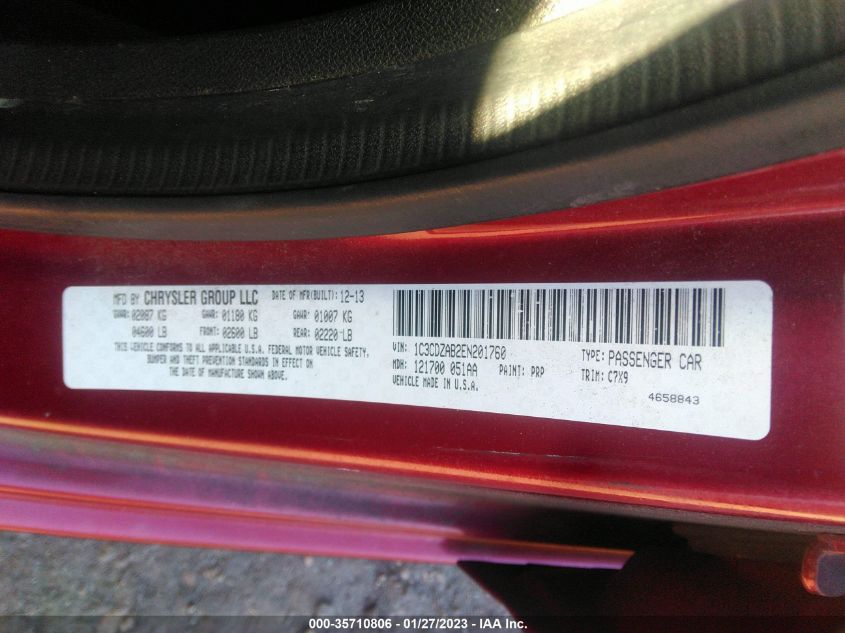 MFD BY CHRYSLER GROUP LLC DATE OF MFR(BUILT): 12-13
GVWR: 02087 KG GAWR: 01180 KG GAWR: 01007 KG
04600 LB FRONT: 02600 LB REAR: 02220 LB
THIS VEHICLE CONFORMS TO ALL APPLICABLE U.S.A. FEDERAL MOTOR VEHICLE SAFETY,
BUMPER AND THEFT PREVENTION STANDARDS IN EFFECT ON
THE DATE OF MANUFACTURE SHOWN ABOVE.
VIN: 1C3CDZAB2EN201760 TYPE: PASSENGER CAR
MDH: 121700 051AA PAINT: PRP TRIM: C7X9
VEHICLE MADE IN U.S.A. 4658843
000-35710806 - 01/27/2023 - IAA Inc.